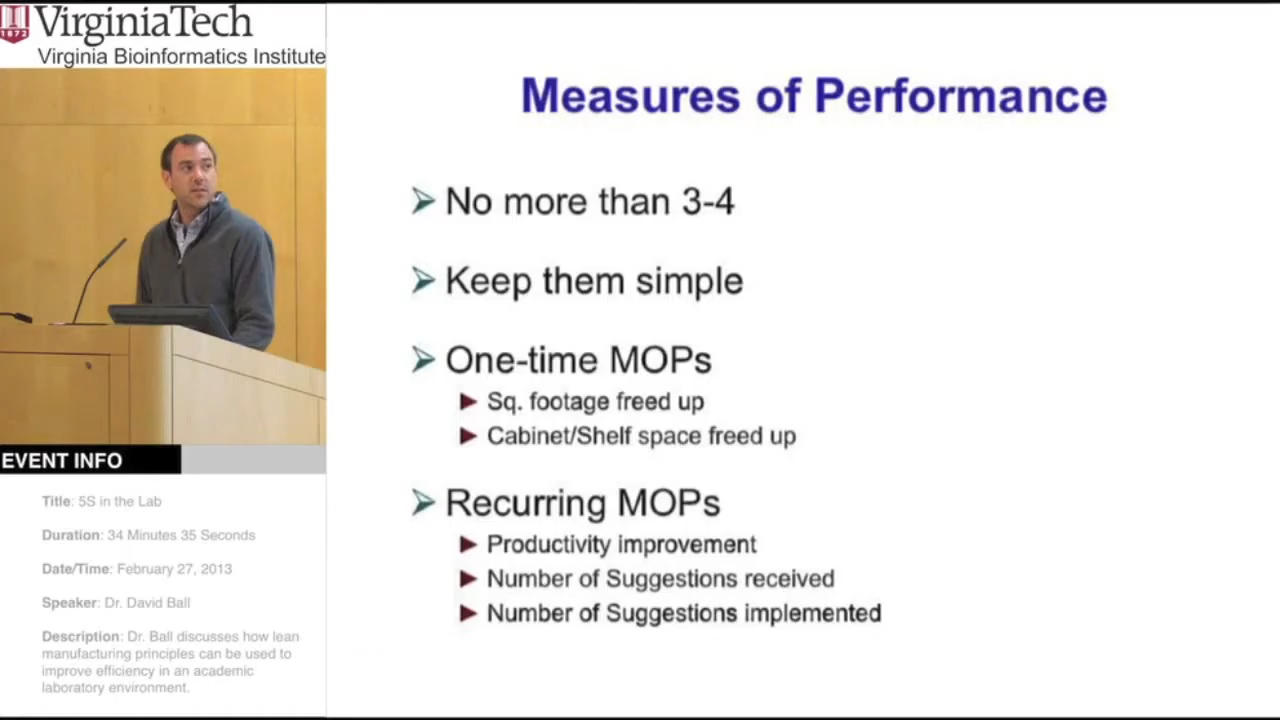 VirginiaTech
1872
Virginia Bioinformatics Institute
Measures of Performance
No more than 3-4
Keep them simple
One-time MOPs
Sq. footage freed up
Cabinet/Shelf space freed up
Recurring MOPs
Productivity improvement
Number of Suggestions received
Number of Suggestions implemented
EVENT INFO
Title: 5S in the Lab
Duration: 34 Minutes 35 Seconds
Date/Time: February 27, 2013
Speaker: Dr. David Ball
Description: Dr. Ball discusses how lean
manufacturing principles can be used to
improve efficiency in an academic
laboratory environment.